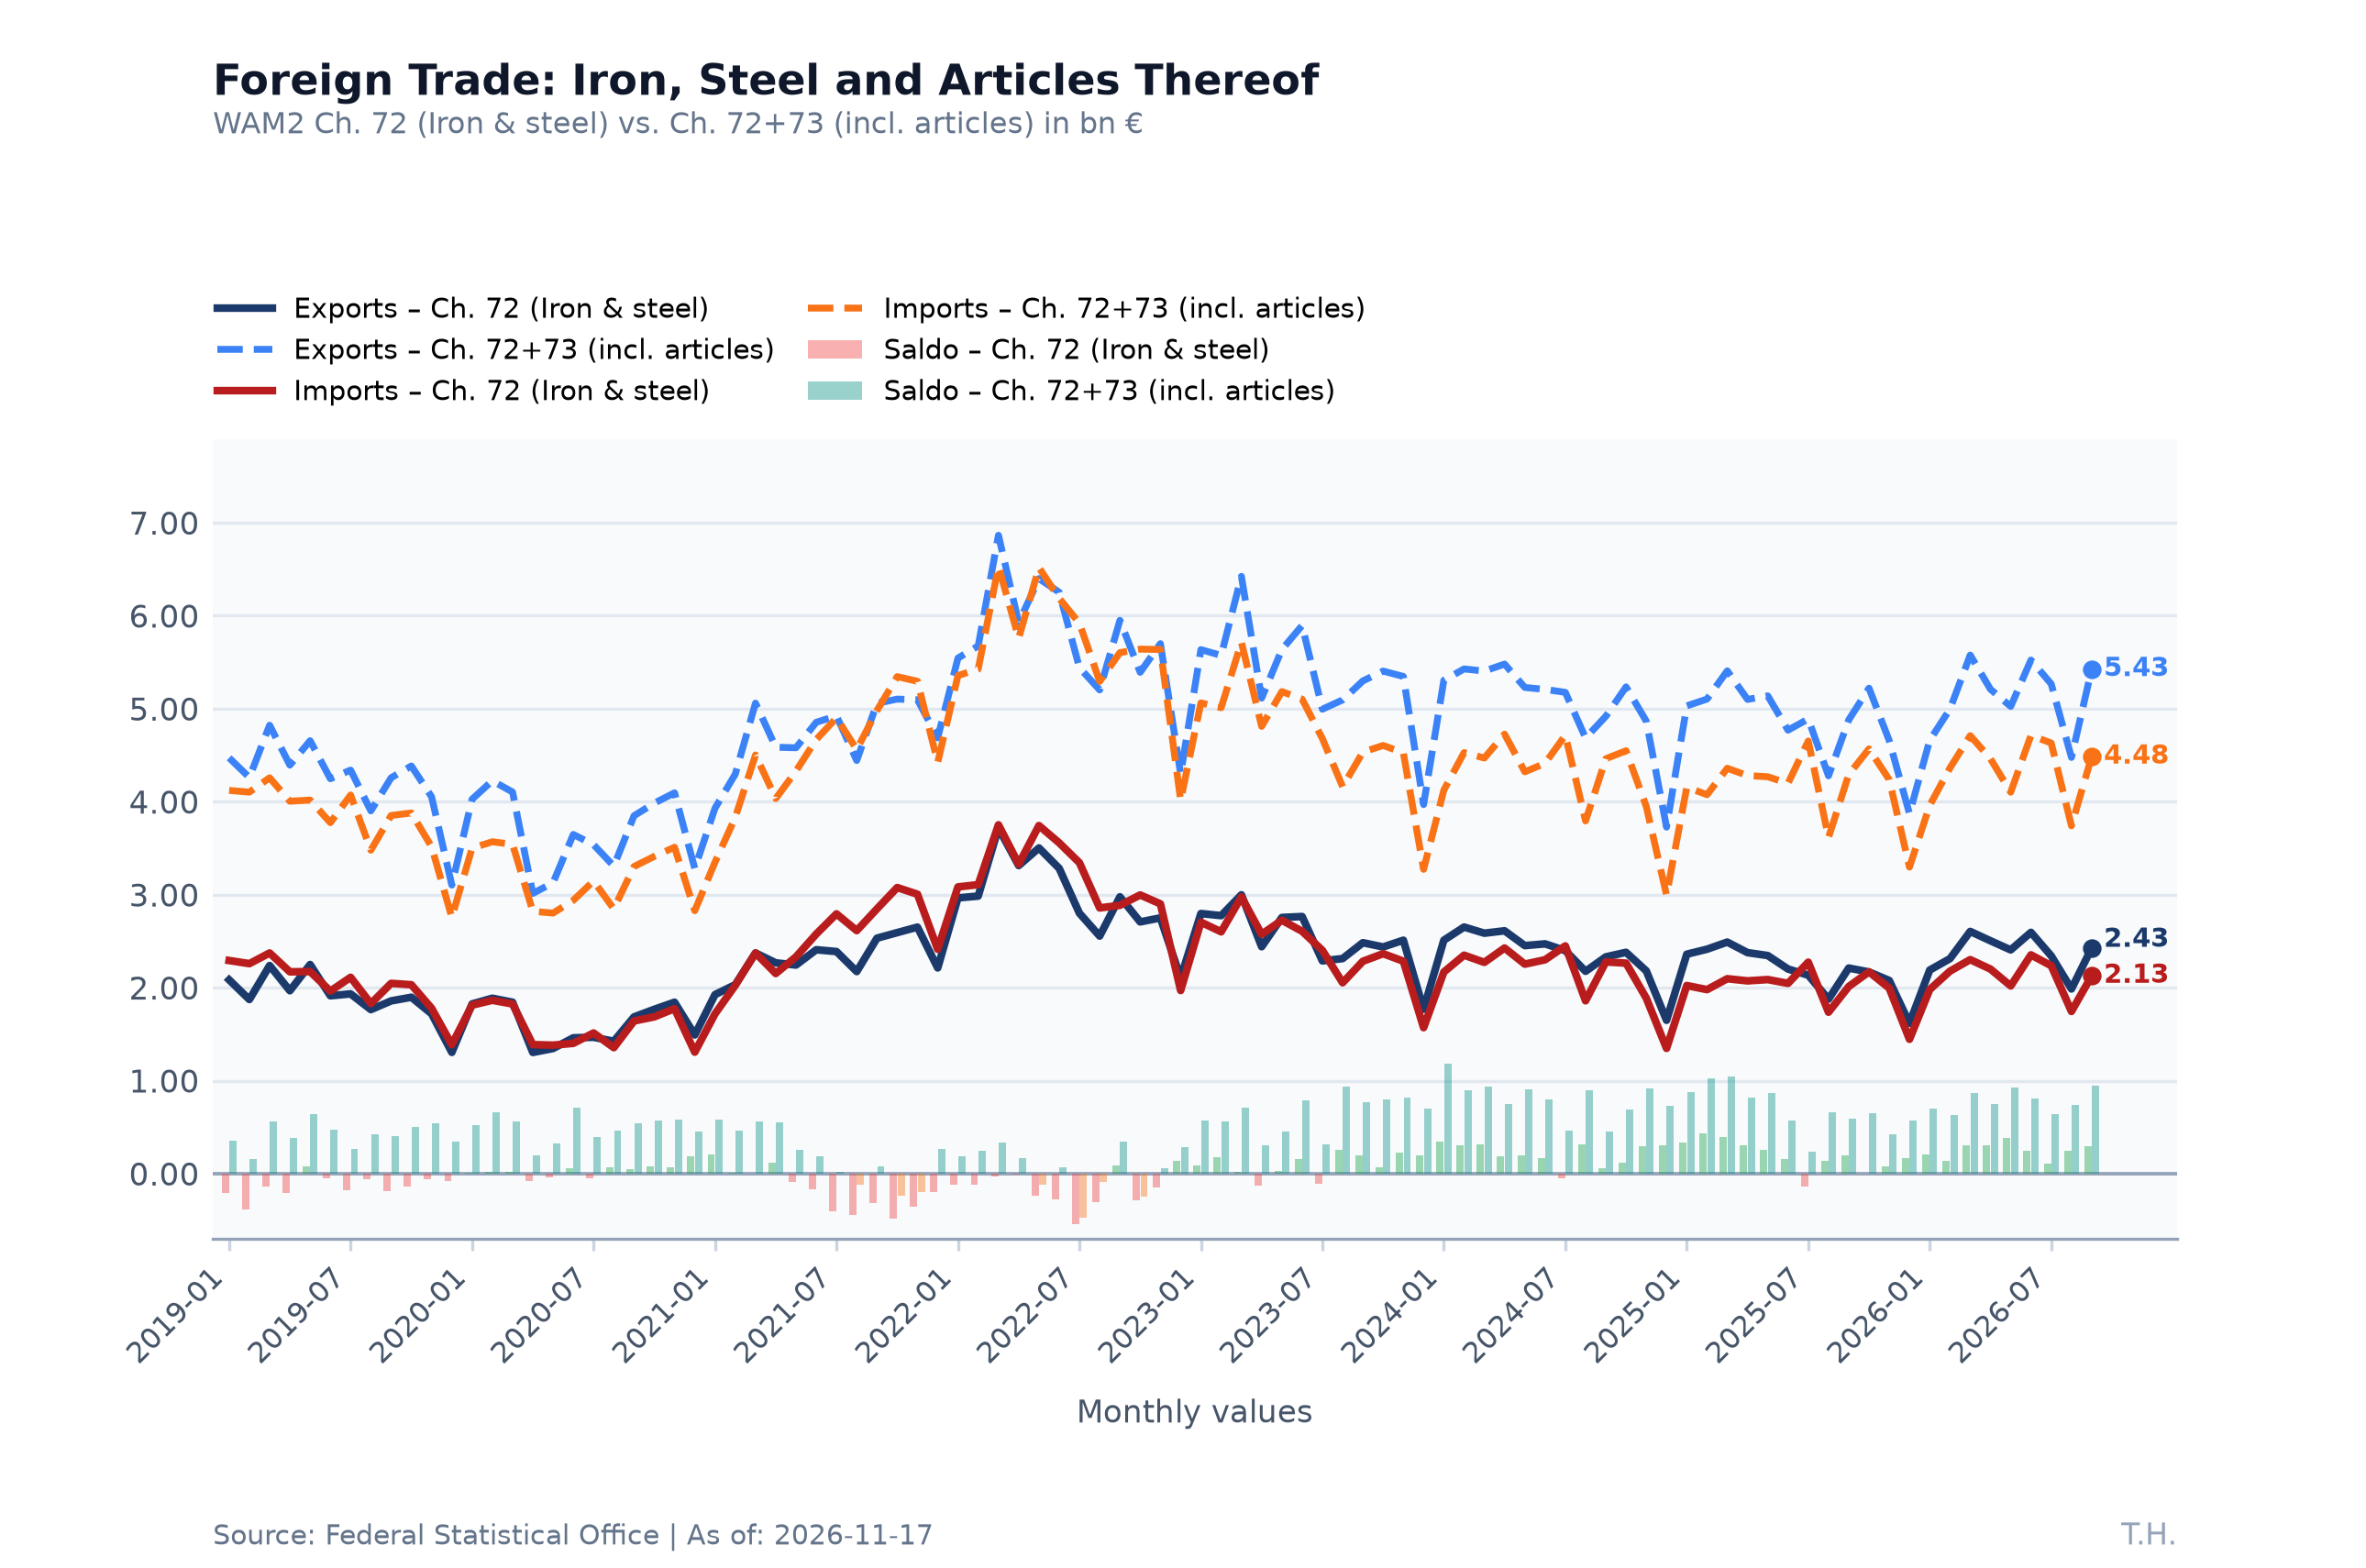 Foreign Trade: Iron, Steel and Articles Thereof
WAM2 Ch. 72 (Iron & steel) vs. Ch. 72+73 (incl. articles) in bn €
Exports – Ch. 72 (Iron & steel)
Exports – Ch. 72+73 (incl. articles)
Imports – Ch. 72 (Iron & steel)
Imports – Ch. 72+73 (incl. articles)
Saldo – Ch. 72 (Iron & steel)
Saldo – Ch. 72+73 (incl. articles)
7.00
6.00
5.00
4.00
3.00
2.00
1.00
0.00
5.43
4.48
2.43
2.13
2019-01
2019-07
2020-01
2020-07
2021-01
2021-07
2022-01
2022-07
2023-01
2023-07
2024-01
2024-07
2025-01
2025-07
2026-01
2026-07
Monthly values
Source: Federal Statistical Office | As of: 2026-11-17
T.H.